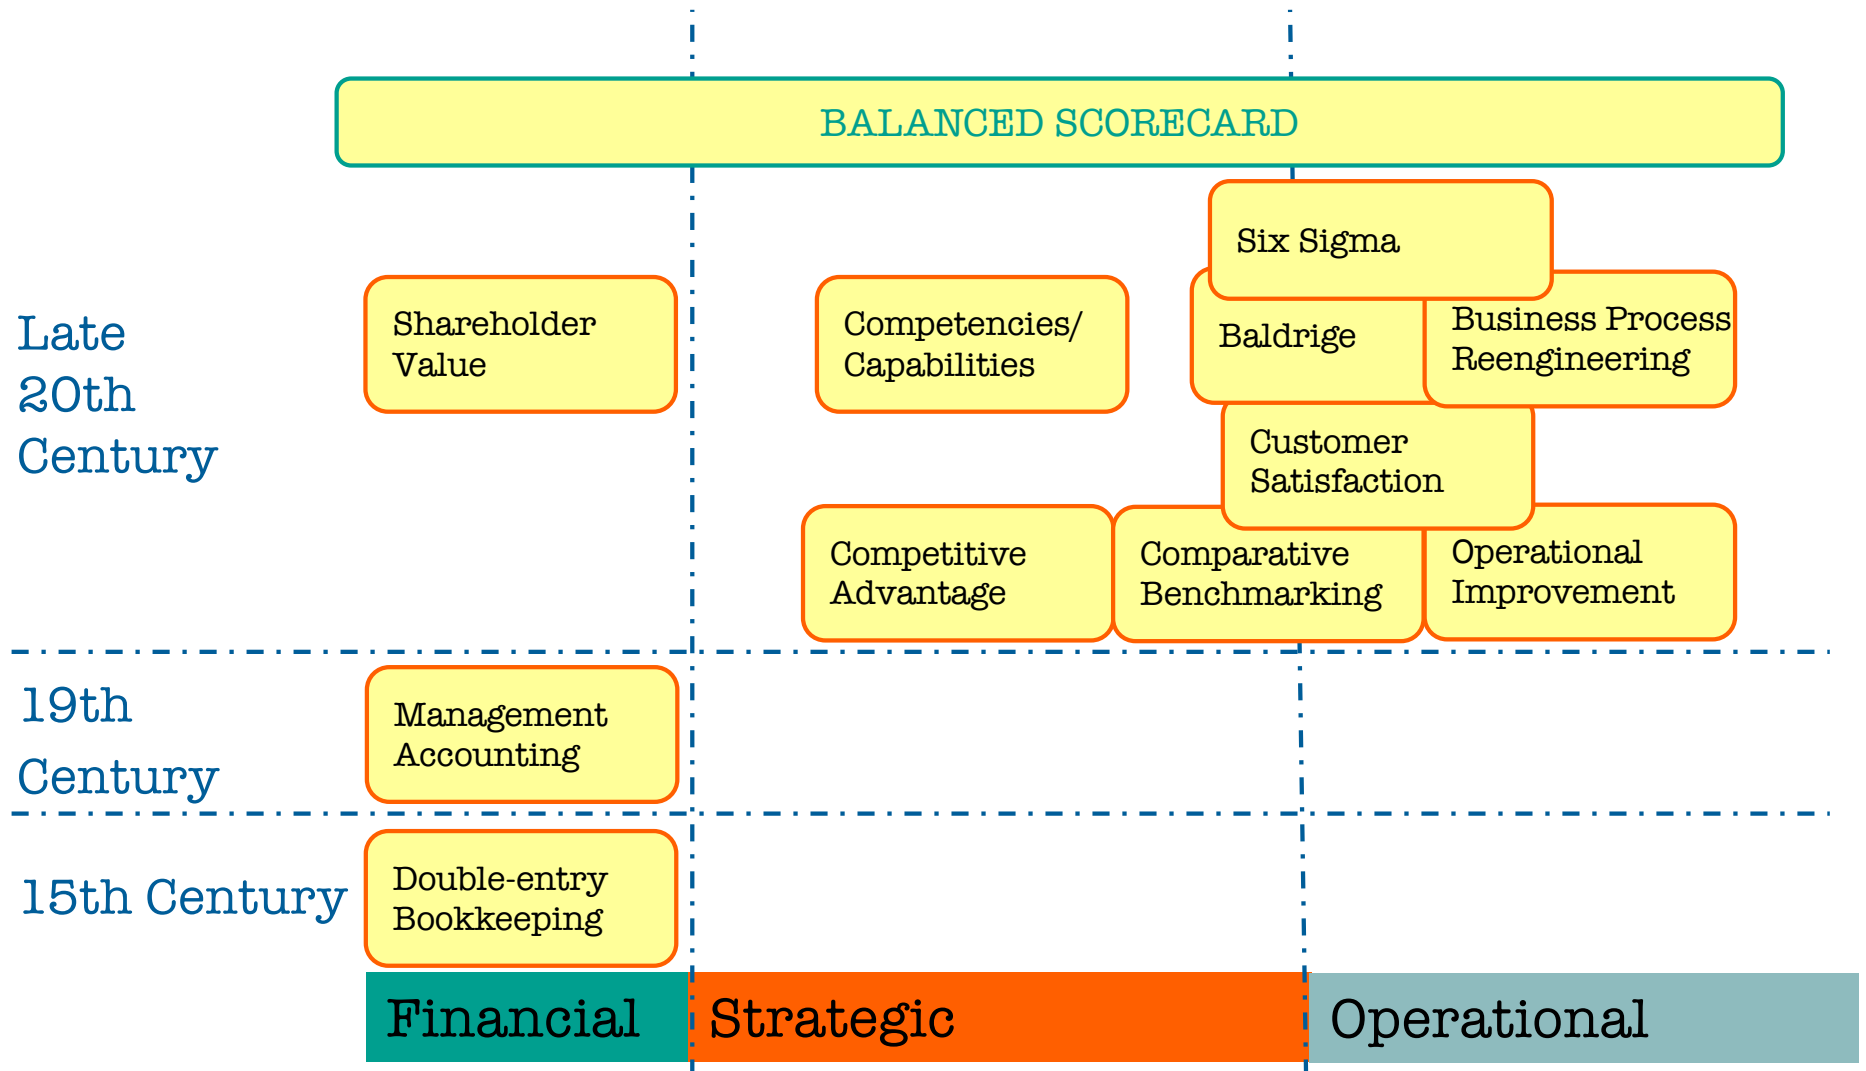 BALANCED SCORECARD
Six Sigma
Late
20th
Century
Shareholder
Value
Competencies/
Capabilities
Baldrige
Business Process
Reengineering
Customer
Satisfaction
Competitive
Advantage
Comparative
Benchmarking
Operational
Improvement
19th
Century
Management
Accounting
15th Century
Double-entry
Bookkeeping
Financial
Strategic
Operational